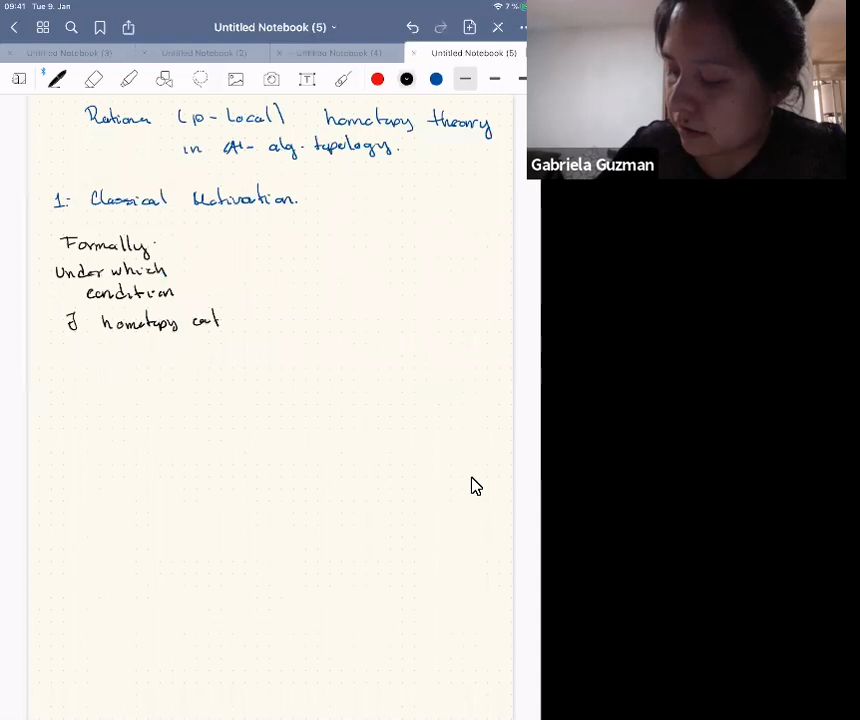 09:41 Tue 9. Jan
7%
Untitled Notebook (5)
Untitled Notebook (3)
Untitled Notebook (2)
Untitled Notebook (4)
Untitled Notebook (5)
(p-local) homotopy theory
in A1- alg. topology.
1. Classical Motivation.
Formally.
Under which
condition
homotopy cat
Gabriela Guzman